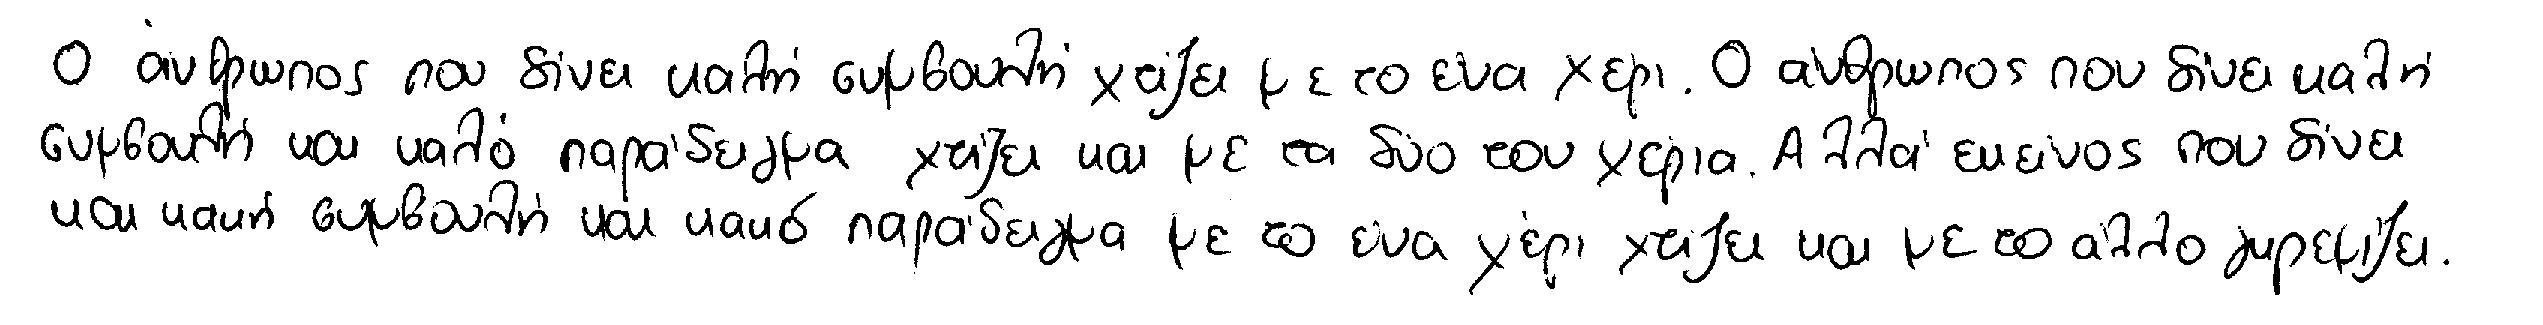 Ο άνθρωπος που δίνει καλή συμβουλή χτίζει με το ένα χέρι. Ο άνθρωπος που δίνει καλή
συμβουλή και καλό παράδειγμα χτίζει και με τα δύο του χέρια. Αλλά εκείνος που δίνει
και κακή συμβουλή και κακό παράδειγμα με το ένα χέρι χτίζει και με το άλλο γκρεμίζει.